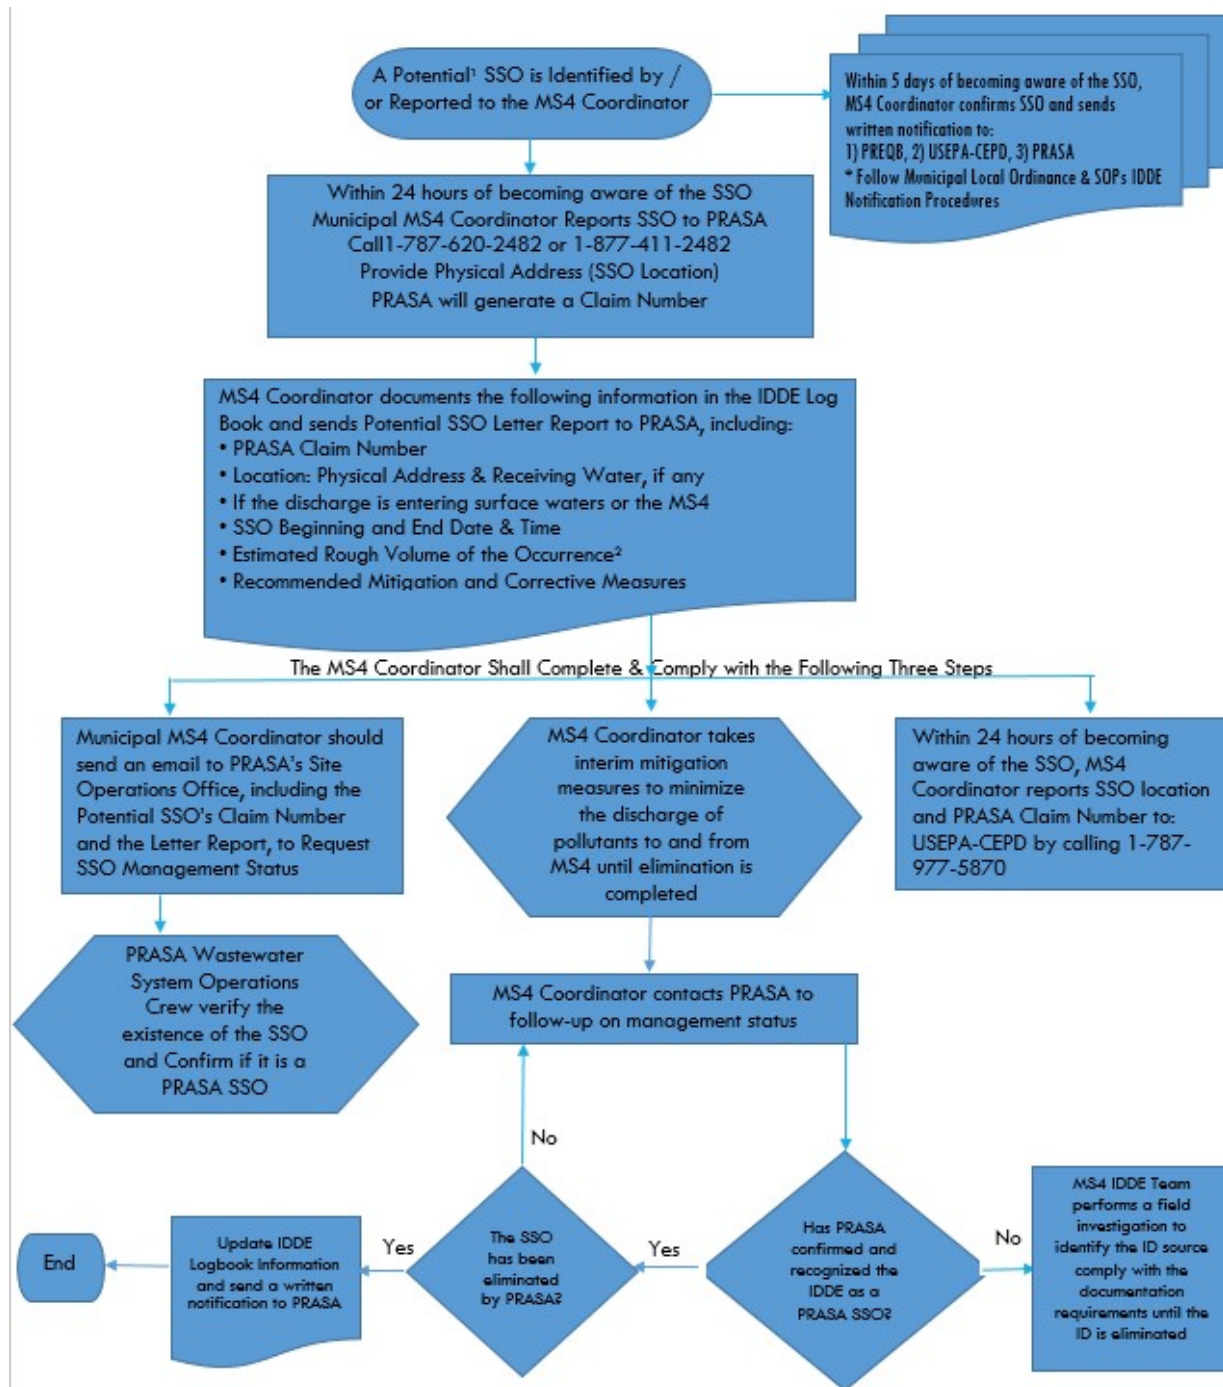 A Potential¹ SSO is Identified by /
or Reported to the MS4 Coordinator
Within 5 days of becoming aware of the SSO,
MS4 Coordinator confirms SSO and sends
written notification to:
1) PREQB, 2) USEPA-CEPD, 3) PRASA
* Follow Municipal Local Ordinance & SOPs IDDE
Notification Procedures
Within 24 hours of becoming aware of the SSO
Municipal MS4 Coordinator Reports SSO to PRASA
Call1-787-620-2482 or 1-877-411-2482
Provide Physical Address (SSO Location)
PRASA will generate a Claim Number
MS4 Coordinator documents the following information in the IDDE Log
Book and sends Potential SSO Letter Report to PRASA, including:
• PRASA Claim Number
• Location: Physical Address & Receiving Water, if any
• If the discharge is entering surface waters or the MS4
• SSO Beginning and End Date & Time
• Estimated Rough Volume of the Occurrence²
• Recommended Mitigation and Corrective Measures
The MS4 Coordinator Shall Complete & Comply with the Following Three Steps
Municipal MS4 Coordinator should
send an email to PRASA's Site
Operations Office, including the
Potential SSO's Claim Number
and the Letter Report, to Request
SSO Management Status
MS4 Coordinator takes
interim mitigation
measures to minimize
the discharge of
pollutants to and from
MS4 until elimination is
completed
Within 24 hours of becoming
aware of the SSO, MS4
Coordinator reports SSO location
and PRASA Claim Number to:
USEPA-CEPD by calling 1-787-
977-5870
PRASA Wastewater
System Operations
Crew verify the
existence of the SSO
and Confirm if it is a
PRASA SSO
MS4 Coordinator contacts PRASA to
follow-up on management status
No
Has PRASA
confirmed and
recognized the
IDDE as a
PRASA SSO?
No
MS4 IDDE Team
performs a field
investigation to
identify the ID source
comply with the
documentation
requirements until the
ID is eliminated
Yes
The SSO
has been
eliminated
by PRASA?
Yes
Update IDDE
Logbook Information
and send a written
notification to PRASA
End